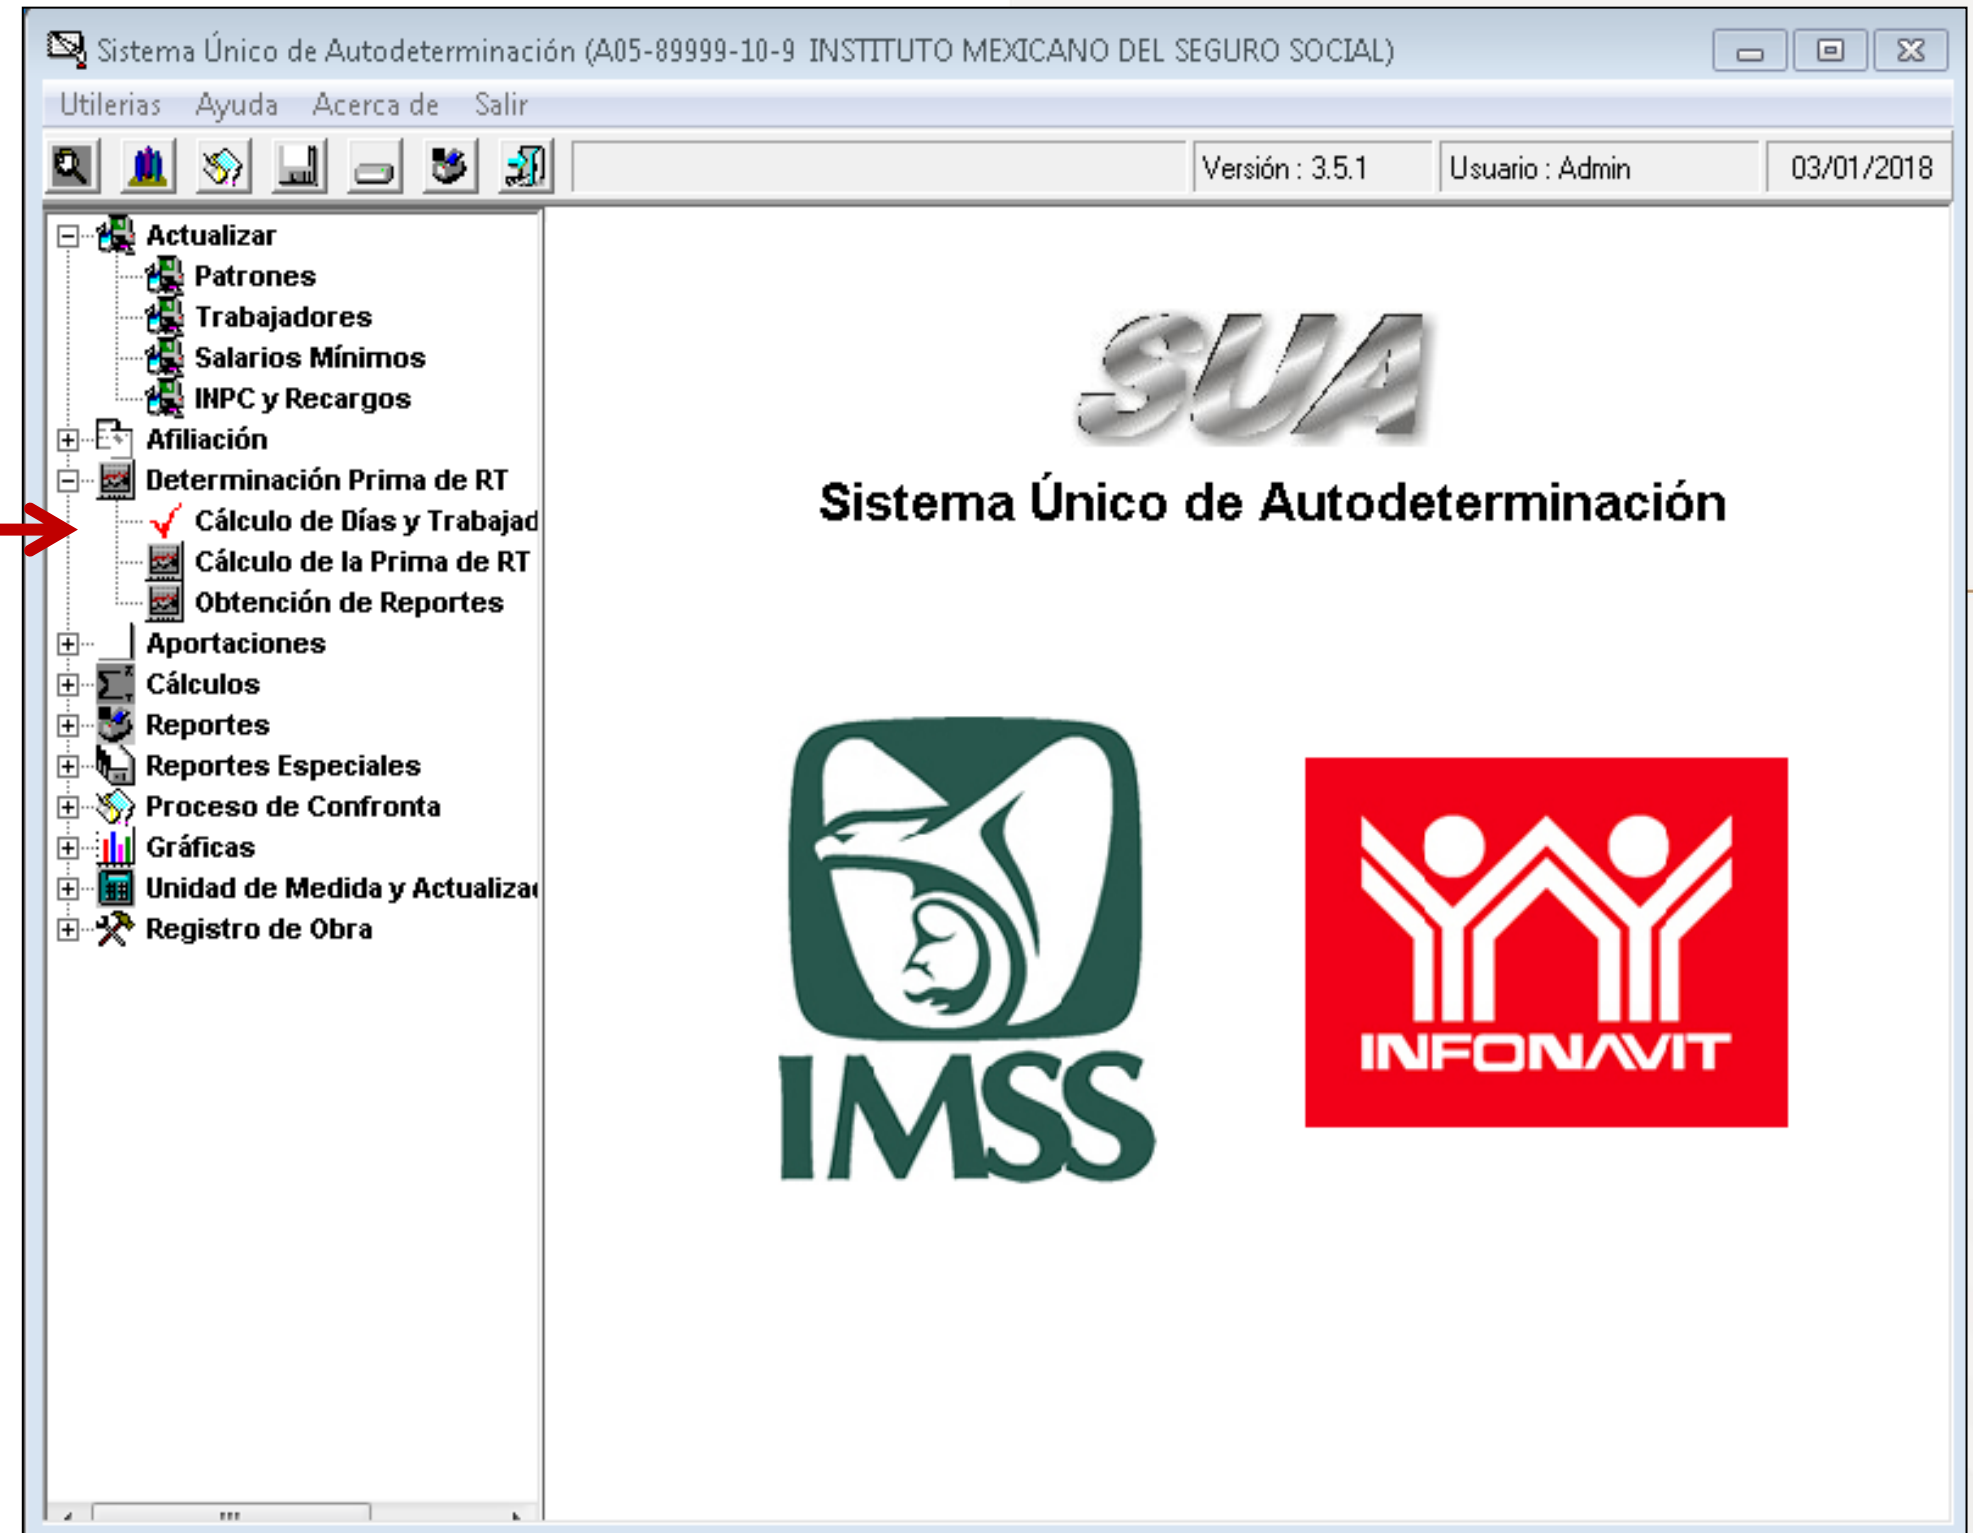 Sistema Único de Autodeterminación (A05-89999-10-9 INSTITUTO MEXICANO DEL SEGURO SOCIAL)
Utilerias Ayuda Acerca de Salir
Versión : 3.5.1 Usuario : Admin 03/01/2018
Actualizar
Patrones
Trabajadores
Salarios Mínimos
INPC y Recargos
Afiliación
Determinación Prima de RT
Cálculo de Días y Trabajad
Cálculo de la Prima de RT
Obtención de Reportes
Aportaciones
Cálculos
Reportes
Reportes Especiales
Proceso de Confronta
Gráficas
Unidad de Medida y Actualiza
Registro de Obra
SUA
Sistema Único de Autodeterminación
IMSS
INFONAVIT